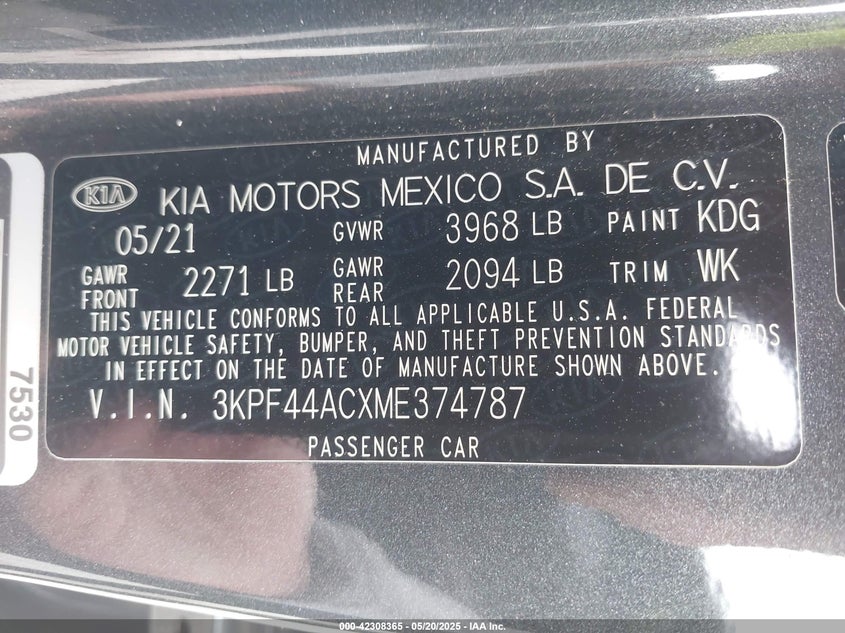 MANUFACTURED BY
KIA KIA MOTORS MEXICO S.A. DE C.V.
05/21 GVWR 3968 LB PAINT KDG
GAWR FRONT 2271 LB GAWR REAR 2094 LB TRIM WK
THIS VEHICLE CONFORMS TO ALL APPLICABLE U.S.A. FEDERAL
MOTOR VEHICLE SAFETY, BUMPER, AND THEFT PREVENTION STANDARDS
IN EFFECT ON THE DATE OF MANUFACTURE SHOWN ABOVE.
V.I.N. 3KPF44ACXME374787
PASSENGER CAR
7530
000-42308365 - 05/20/2025 - IAA Inc.